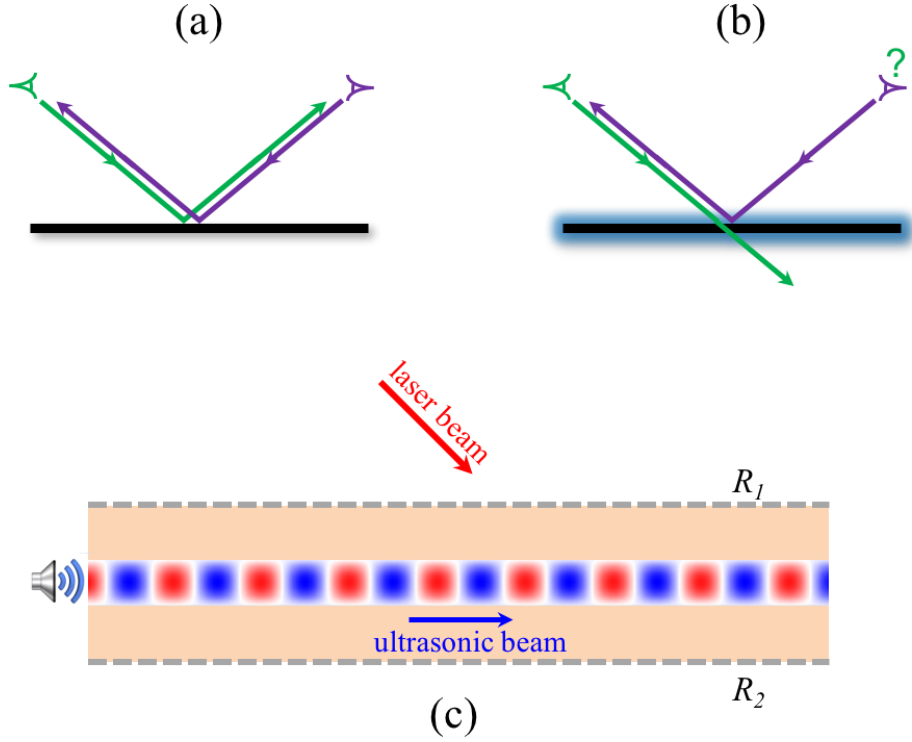 (a)
(b)
?
laser beam
R₁
ultrasonic beam
R₂
(c)